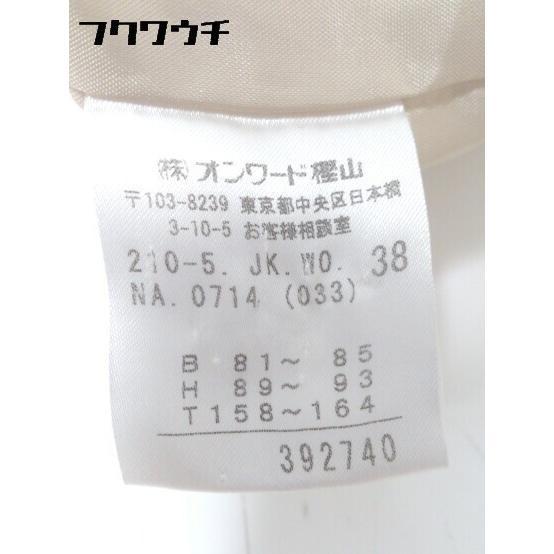 フクワウチ
(株)オンワード樫山
〒103-8239 東京都中央区日本橋
3-10-5 お客様相談室
210-5. JK.WO. 38
NA.0714 (033)
B 81～ 85
H 89～ 93
T158～164
392740